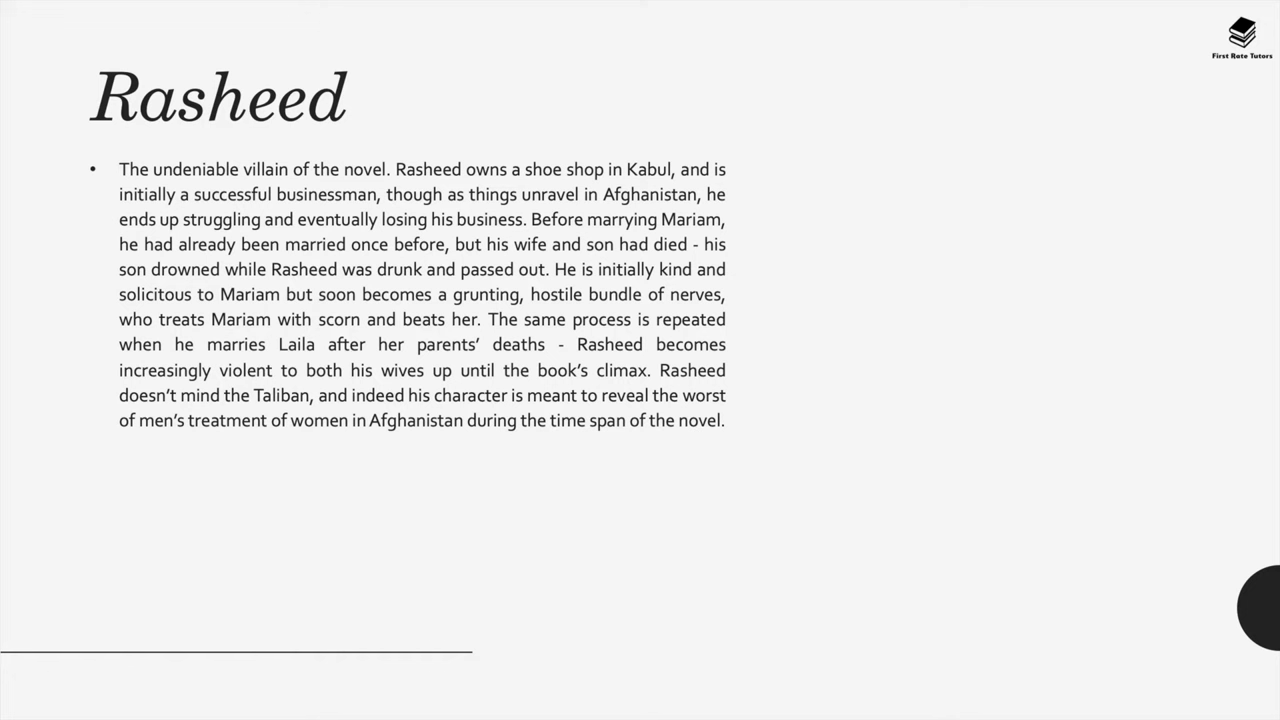 First Rate Tutors
Rasheed
• The undeniable villain of the novel. Rasheed owns a shoe shop in Kabul, and is
initially a successful businessman, though as things unravel in Afghanistan, he
ends up struggling and eventually losing his business. Before marrying Mariam,
he had already been married once before, but his wife and son had died - his
son drowned while Rasheed was drunk and passed out. He is initially kind and
solicitous to Mariam but soon becomes a grunting, hostile bundle of nerves,
who treats Mariam with scorn and beats her. The same process is repeated
when he marries Laila after her parents’ deaths - Rasheed becomes
increasingly violent to both his wives up until the book’s climax. Rasheed
doesn’t mind the Taliban, and indeed his character is meant to reveal the worst
of men’s treatment of women in Afghanistan during the time span of the novel.